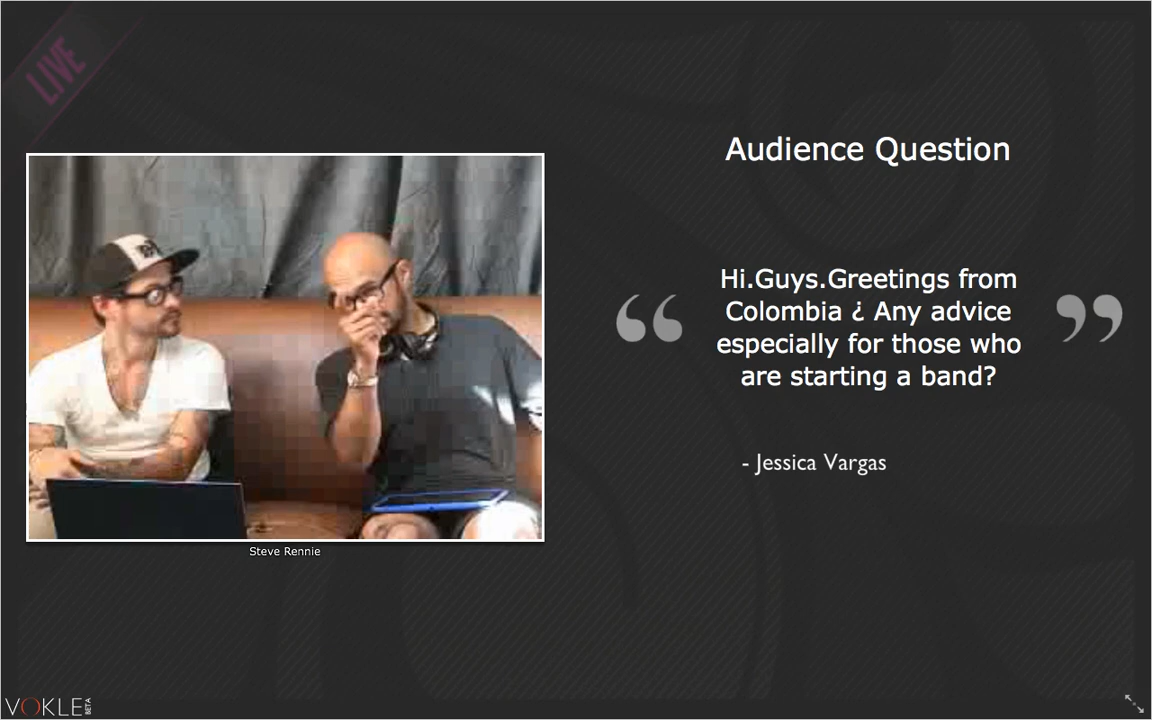 LIVE
Audience Question
Hi.Guys.Greetings from
Colombia ¿ Any advice
especially for those who
are starting a band?
- Jessica Vargas
Steve Rennie
VOKLE BETA